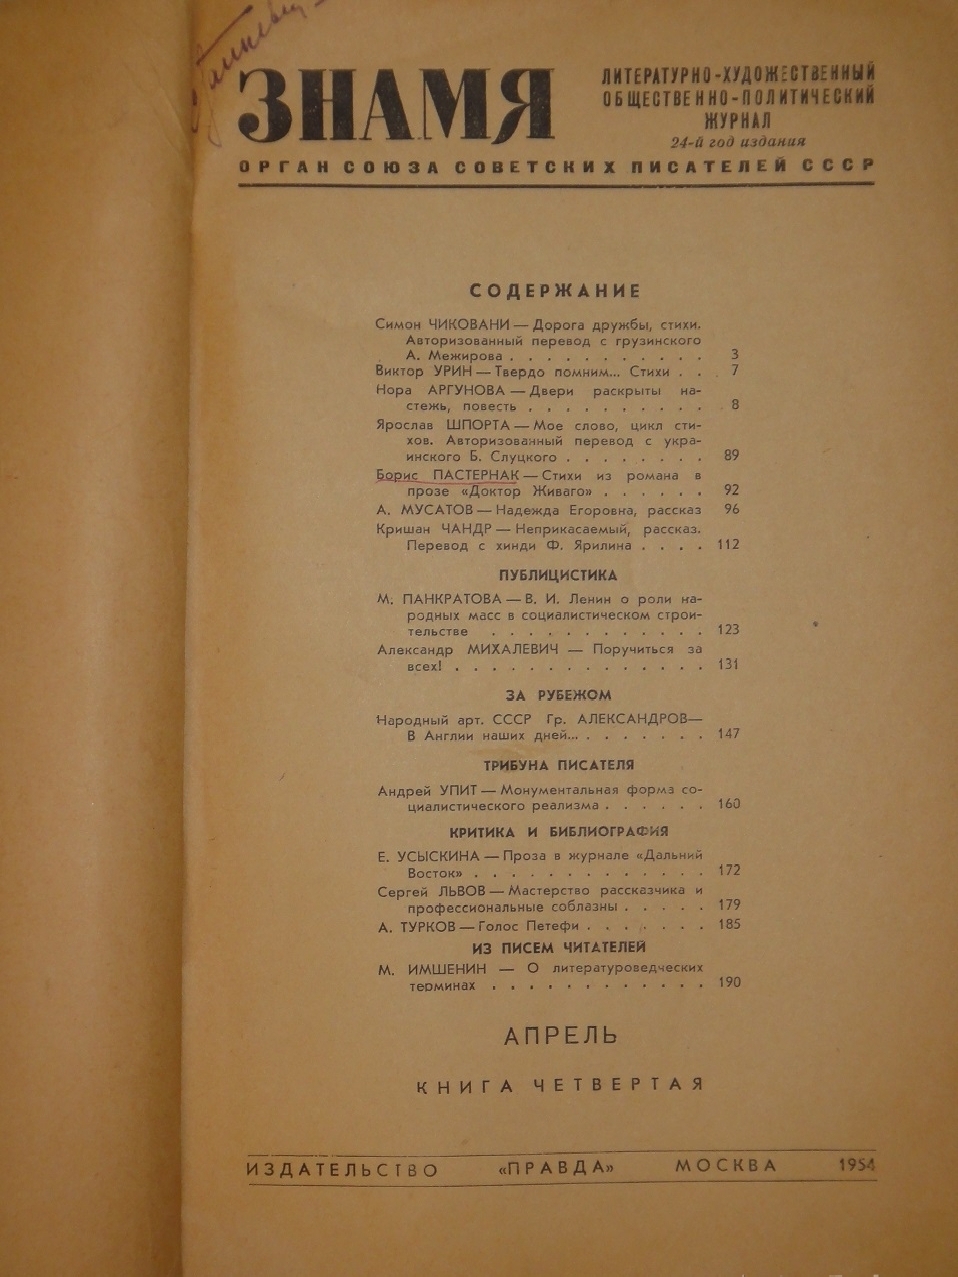 ЗНАМЯ
ЛИТЕРАТУРНО-ХУДОЖЕСТВЕННЫЙ
ОБЩЕСТВЕННО-ПОЛИТИЧЕСКИЙ
ЖУРНАЛ
24-й год издания
ОРГАН СОЮЗА СОВЕТСКИХ ПИСАТЕЛЕЙ СССР
СОДЕРЖАНИЕ
Симон ЧИКОВАНИ — Дорога дружбы, стихи.
Авторизованный перевод с грузинского
А. Межирова . . . . . . . . . . . 3
Виктор УРИН — Твердо помним... Стихи . . . 7
Нора АРГУНОВА — Двери раскрыты на-
стежь, повесть . . . . . . . . . . 8
Ярослав ШПОРТА — Мое слово, цикл сти-
хов. Авторизованный перевод с укра-
инского Б. Слуцкого . . . . . . . . 89
Борис ПАСТЕРНАК — Стихи из романа в
прозе «Доктор Живаго» . . . . . . 92
А. МУСАТОВ — Надежда Егоровна, рассказ 96
Кришан ЧАНДР — Неприкасаемый, рассказ.
Перевод с хинди Ф. Ярилина . . . . 112
ПУБЛИЦИСТИКА
М. ПАНКРАТОВА — В. И. Ленин о роли на-
родных масс в социалистическом строи-
тельстве . . . . . . . . . . . . 123
Александр МИХАЛЕВИЧ — Поручиться за
всех! . . . . . . . . . . . . . . 131
ЗА РУБЕЖОМ
Народный арт. СССР Гр. АЛЕКСАНДРОВ —
В Англии наших дней... . . . . . . . 147
ТРИБУНА ПИСАТЕЛЯ
Андрей УПИТ — Монументальная форма со-
циалистического реализма . . . . . . 160
КРИТИКА И БИБЛИОГРАФИЯ
Е. УСЫСКИНА — Проза в журнале «Дальний
Восток» . . . . . . . . . . . . . 172
Сергей ЛЬВОВ — Мастерство рассказчика и
профессиональные соблазны . . . . . 179
А. ТУРКОВ — Голос Петефи . . . . . . . 185
ИЗ ПИСЕМ ЧИТАТЕЛЕЙ
М. ИМШЕНИН — О литературоведческих
терминах . . . . . . . . . . . . 190
АПРЕЛЬ
КНИГА ЧЕТВЕРТАЯ
ИЗДАТЕЛЬСТВО «ПРАВДА» МОСКВА 1954